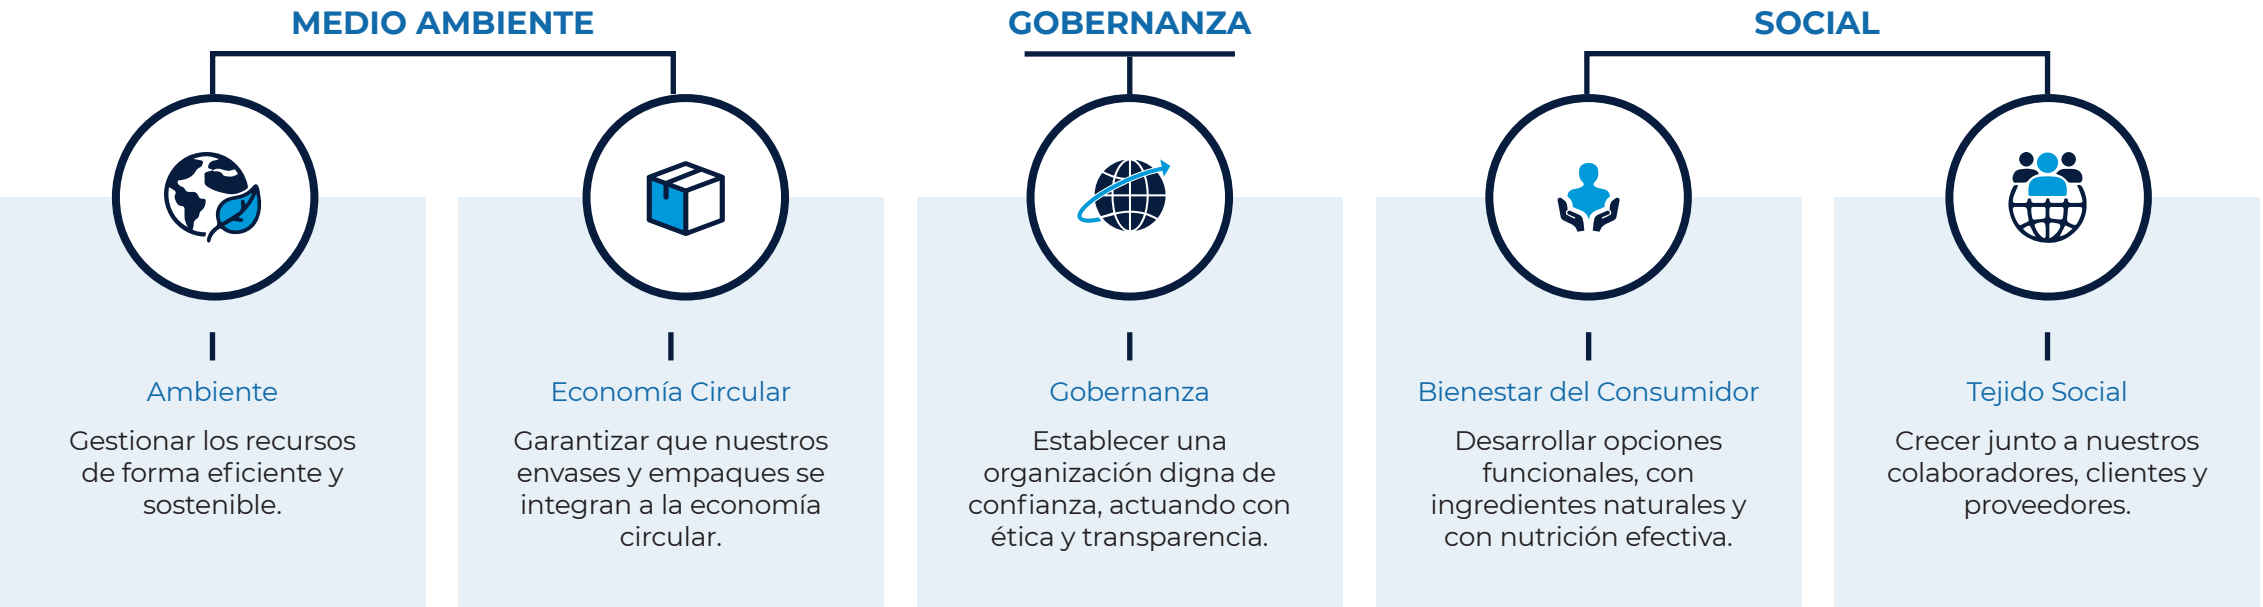 MEDIO AMBIENTE
GOBERNANZA
SOCIAL
Ambiente
Gestionar los recursos
de forma eficiente y
sostenible.
Economía Circular
Garantizar que nuestros
envases y empaques se
integran a la economía
circular.
Gobernanza
Establecer una
organización digna de
confianza, actuando con
ética y transparencia.
Bienestar del Consumidor
Desarrollar opciones
funcionales, con
ingredientes naturales y
con nutrición efectiva.
Tejido Social
Crecer junto a nuestros
colaboradores, clientes y
proveedores.